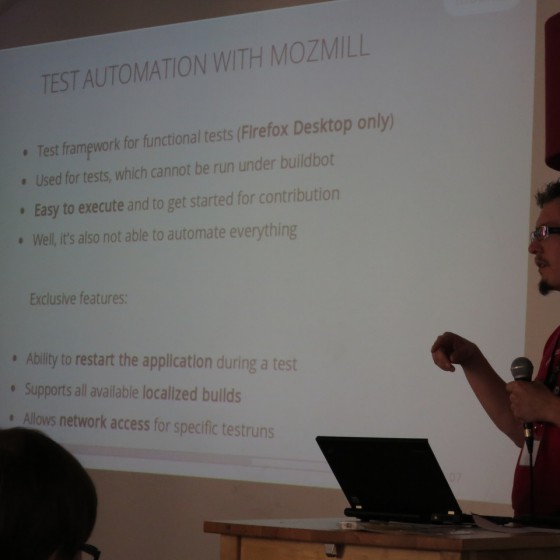 TEST AUTOMATION WITH MOZMILL
• Test framework for functional tests (Firefox Desktop only)
• Used for tests, which cannot be run under buildbot
• Easy to execute and to get started for contribution
• Well, it's also not able to automate everything
Exclusive features:
• Ability to restart the application during a test
• Supports all available localized builds
• Allows network access for specific testruns